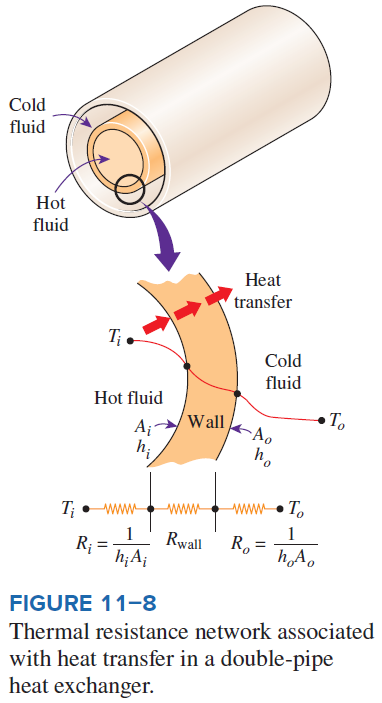 Cold
fluid
Hot
fluid
Heat
transfer
Tᵢ
Cold
fluid
Hot fluid
Aᵢ
hᵢ
Wall
Aₒ
hₒ
Tₒ
Tᵢ
Tₒ
Rᵢ = 1/hᵢAᵢ
R_wall
Rₒ = 1/hₒAₒ
FIGURE 11–8
Thermal resistance network associated
with heat transfer in a double-pipe
heat exchanger.